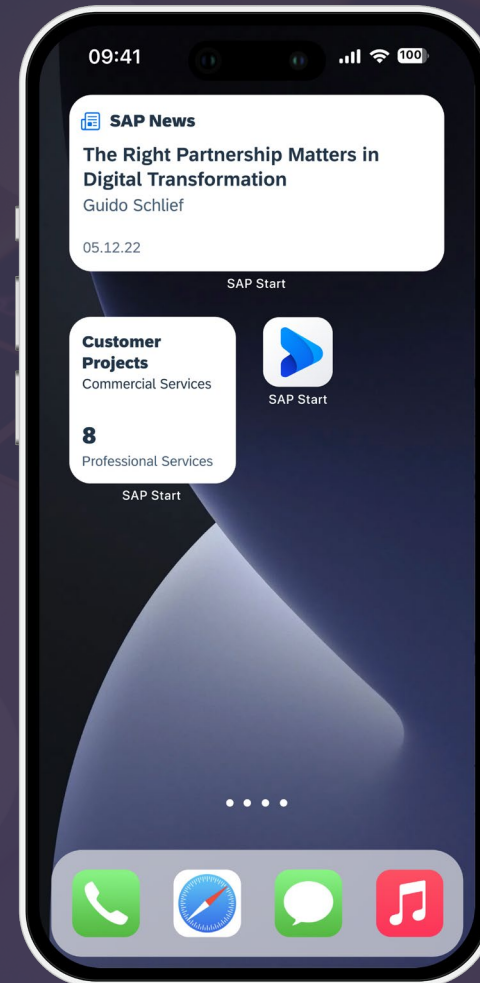 09:41
100
SAP News
The Right Partnership Matters in
Digital Transformation
Guido Schlief
05.12.22
SAP Start
Customer
Projects
Commercial Services
8
Professional Services
SAP Start
SAP Start